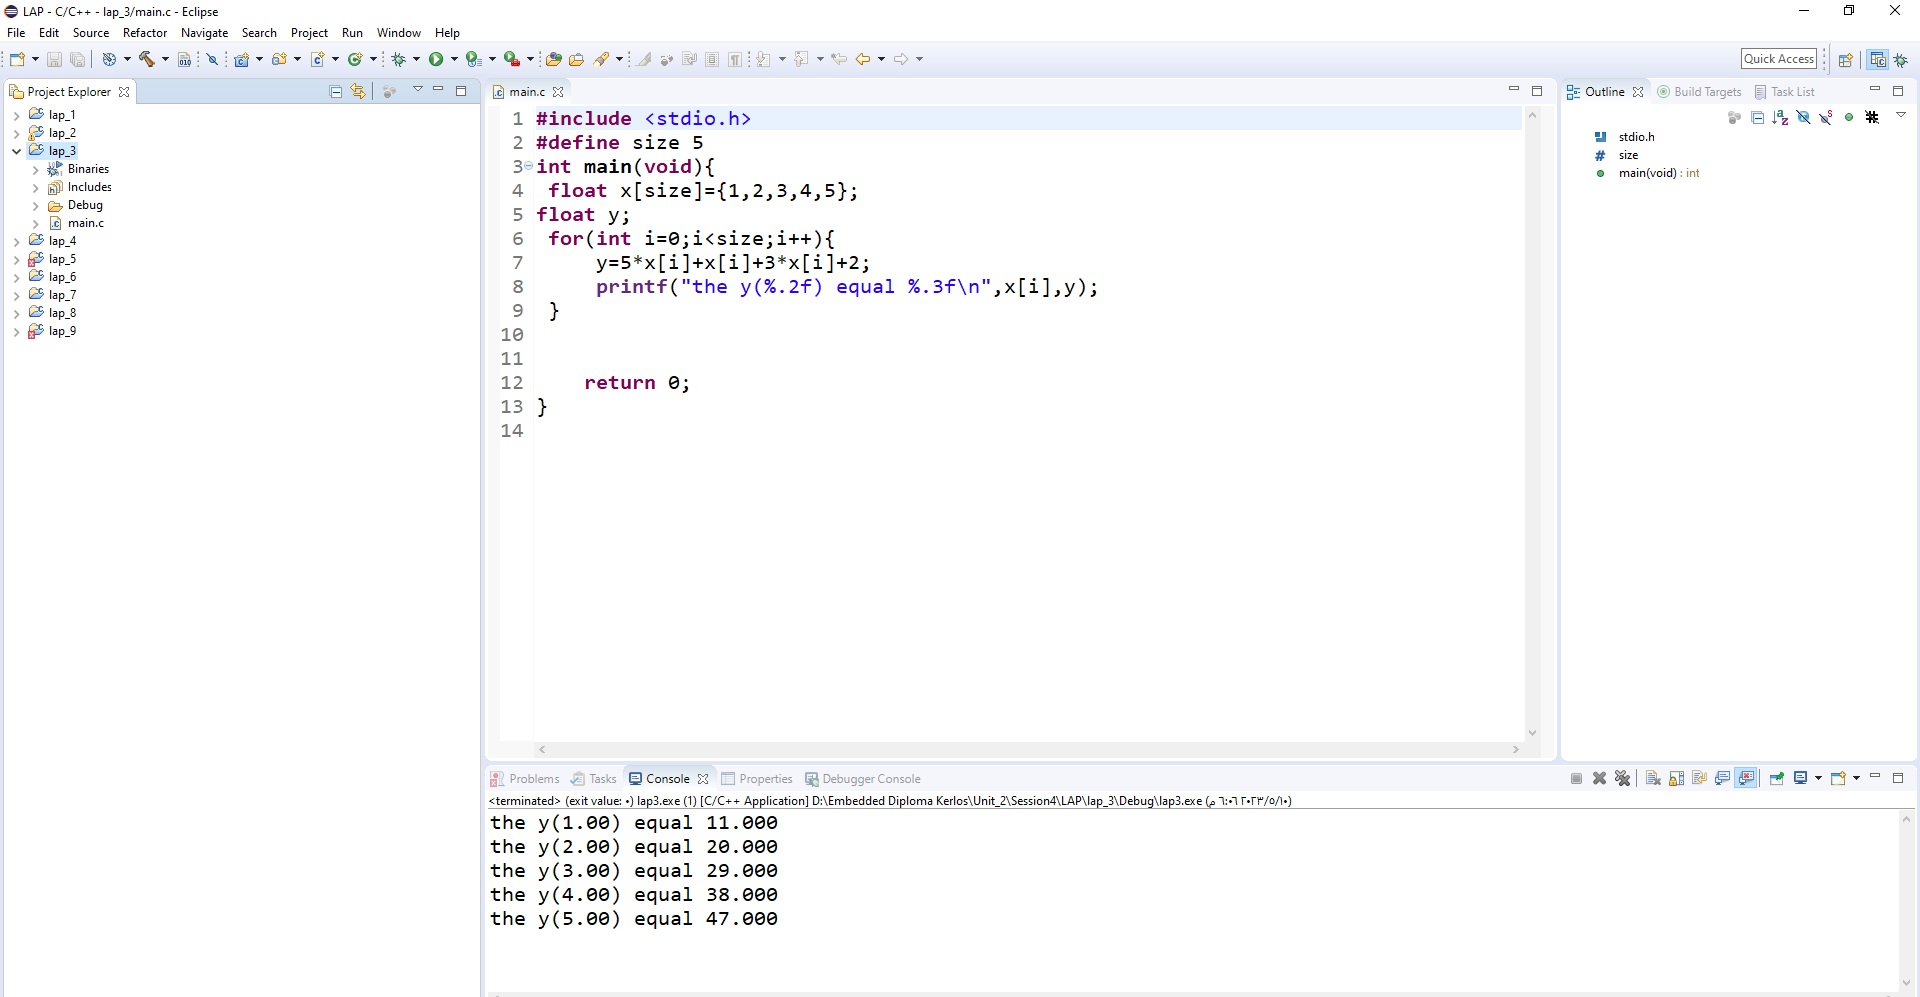 LAP - C/C++ - lap_3/main.c - Eclipse
File Edit Source Refactor Navigate Search Project Run Window Help
Quick Access
Project Explorer
lap_1
lap_2
lap_3
Binaries
Includes
Debug
main.c
lap_4
lap_5
lap_6
lap_7
lap_8
lap_9
main.c
1 #include <stdio.h>
2 #define size 5
3 int main(void){
4 float x[size]={1,2,3,4,5};
5 float y;
6 for(int i=0;i<size;i++){
7 y=5*x[i]+x[i]+3*x[i]+2;
8 printf("the y(%.2f) equal %.3f\n",x[i],y);
9 }
10
11
12 return 0;
13 }
14
Outline Build Targets Task List
stdio.h
size
main(void) : int
Problems Tasks Console Properties Debugger Console
<terminated> (exit value: ٠) lap3.exe (1) [C/C++ Application] D:\Embedded Diploma Kerlos\Unit_2\Session4\LAP\lap_3\Debug\lap3.exe (٢٠٢٣/٥/١٠ ٦:٠٦ م)
the y(1.00) equal 11.000
the y(2.00) equal 20.000
the y(3.00) equal 29.000
the y(4.00) equal 38.000
the y(5.00) equal 47.000